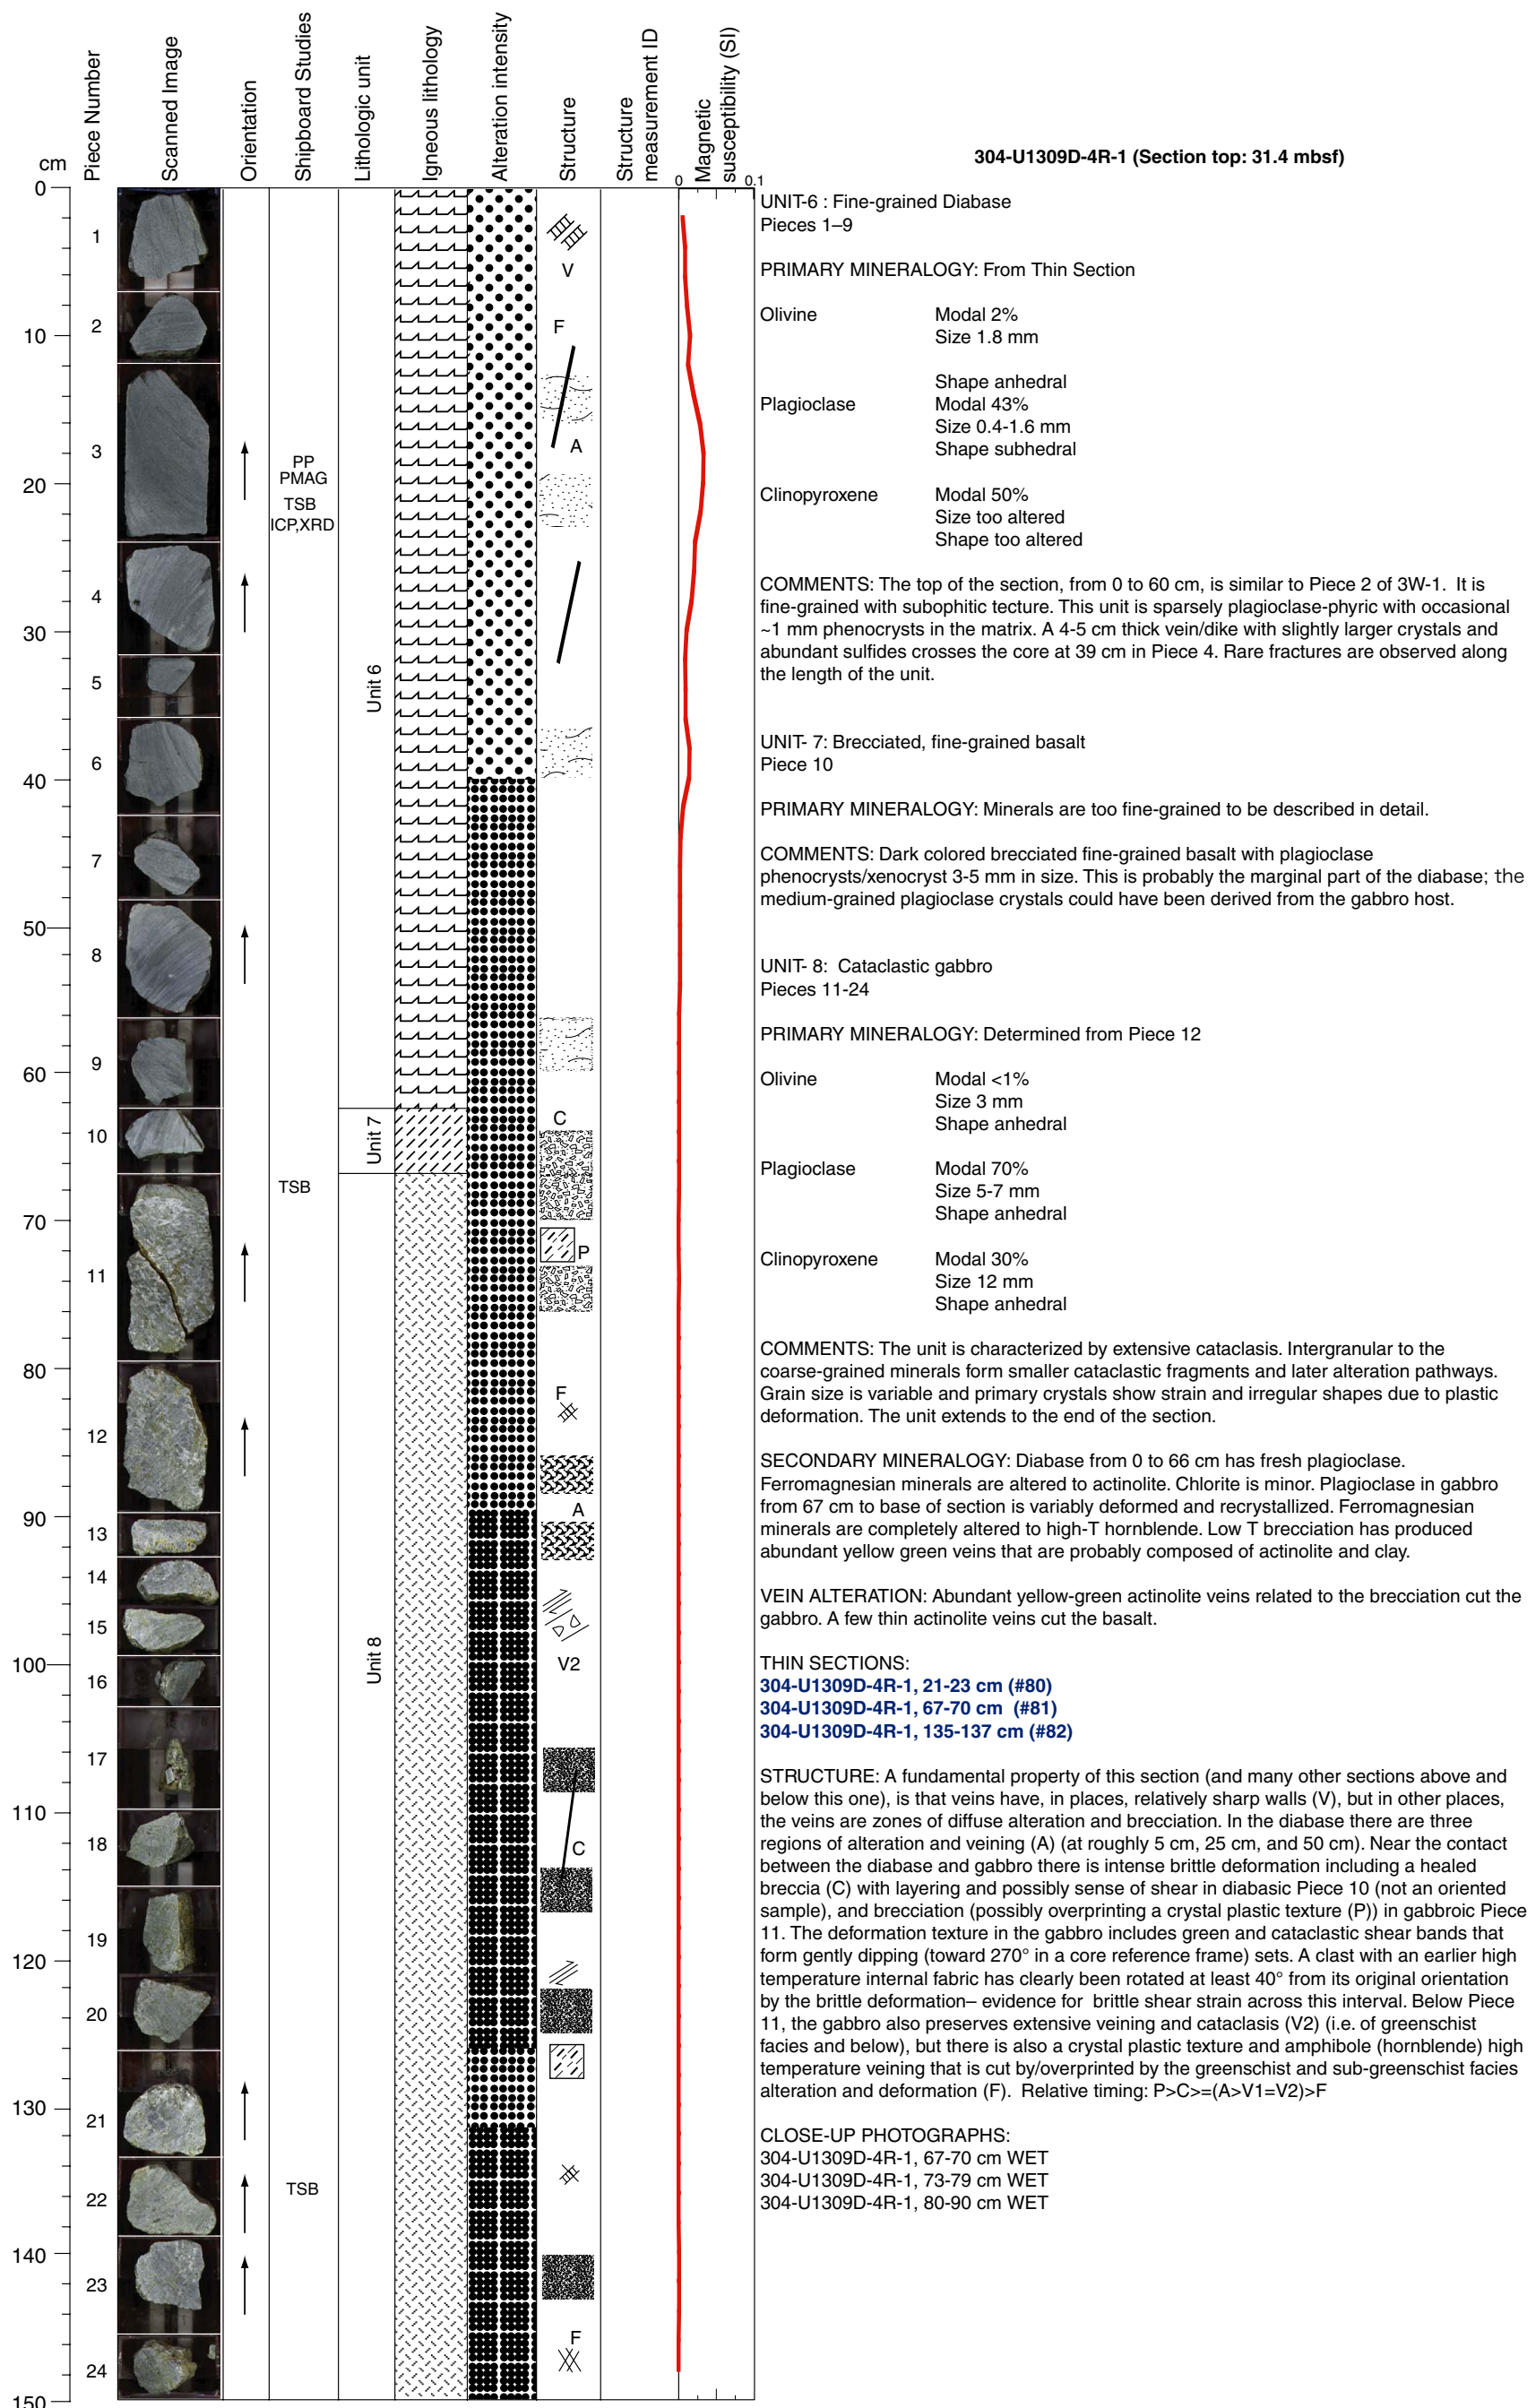 cm
Piece Number
Scanned Image
Orientation
Shipboard Studies
Lithologic unit
Igneous lithology
Alteration intensity
Structure
Structure
measurement ID
Magnetic
susceptibility (SI)
0
0.1
304-U1309D-4R-1 (Section top: 31.4 mbsf)
0
10
20
30
40
50
60
70
80
90
100
110
120
130
140
150
1
2
3
4
5
6
7
8
9
10
11
12
13
14
15
16
17
18
19
20
21
22
23
24
PP
PMAG
TSB
ICP,XRD
TSB
TSB
Unit 6
Unit 7
Unit 8
V
F
A
C
P
F
A
V2
C
F
UNIT-6 : Fine-grained Diabase
Pieces 1–9
PRIMARY MINERALOGY: From Thin Section
Olivine Modal 2%
Size 1.8 mm
Shape anhedral
Plagioclase Modal 43%
Size 0.4-1.6 mm
Shape subhedral
Clinopyroxene Modal 50%
Size too altered
Shape too altered
COMMENTS: The top of the section, from 0 to 60 cm, is similar to Piece 2 of 3W-1. It is
fine-grained with subophitic tecture. This unit is sparsely plagioclase-phyric with occasional
~1 mm phenocrysts in the matrix. A 4-5 cm thick vein/dike with slightly larger crystals and
abundant sulfides crosses the core at 39 cm in Piece 4. Rare fractures are observed along
the length of the unit.
UNIT- 7: Brecciated, fine-grained basalt
Piece 10
PRIMARY MINERALOGY: Minerals are too fine-grained to be described in detail.
COMMENTS: Dark colored brecciated fine-grained basalt with plagioclase
phenocrysts/xenocryst 3-5 mm in size. This is probably the marginal part of the diabase; the
medium-grained plagioclase crystals could have been derived from the gabbro host.
UNIT- 8: Cataclastic gabbro
Pieces 11-24
PRIMARY MINERALOGY: Determined from Piece 12
Olivine Modal <1%
Size 3 mm
Shape anhedral
Plagioclase Modal 70%
Size 5-7 mm
Shape anhedral
Clinopyroxene Modal 30%
Size 12 mm
Shape anhedral
COMMENTS: The unit is characterized by extensive cataclasis. Intergranular to the
coarse-grained minerals form smaller cataclastic fragments and later alteration pathways.
Grain size is variable and primary crystals show strain and irregular shapes due to plastic
deformation. The unit extends to the end of the section.
SECONDARY MINERALOGY: Diabase from 0 to 66 cm has fresh plagioclase.
Ferromagnesian minerals are altered to actinolite. Chlorite is minor. Plagioclase in gabbro
from 67 cm to base of section is variably deformed and recrystallized. Ferromagnesian
minerals are completely altered to high-T hornblende. Low T brecciation has produced
abundant yellow green veins that are probably composed of actinolite and clay.
VEIN ALTERATION: Abundant yellow-green actinolite veins related to the brecciation cut the
gabbro. A few thin actinolite veins cut the basalt.
THIN SECTIONS:
304-U1309D-4R-1, 21-23 cm (#80)
304-U1309D-4R-1, 67-70 cm (#81)
304-U1309D-4R-1, 135-137 cm (#82)
STRUCTURE: A fundamental property of this section (and many other sections above and
below this one), is that veins have, in places, relatively sharp walls (V), but in other places,
the veins are zones of diffuse alteration and brecciation. In the diabase there are three
regions of alteration and veining (A) (at roughly 5 cm, 25 cm, and 50 cm). Near the contact
between the diabase and gabbro there is intense brittle deformation including a healed
breccia (C) with layering and possibly sense of shear in diabasic Piece 10 (not an oriented
sample), and brecciation (possibly overprinting a crystal plastic texture (P)) in gabbroic Piece
11. The deformation texture in the gabbro includes green and cataclastic shear bands that
form gently dipping (toward 270° in a core reference frame) sets. A clast with an earlier high
temperature internal fabric has clearly been rotated at least 40° from its original orientation
by the brittle deformation– evidence for brittle shear strain across this interval. Below Piece
11, the gabbro also preserves extensive veining and cataclasis (V2) (i.e. of greenschist
facies and below), but there is also a crystal plastic texture and amphibole (hornblende) high
temperature veining that is cut by/overprinted by the greenschist and sub-greenschist facies
alteration and deformation (F). Relative timing: P>C>=(A>V1=V2)>F
CLOSE-UP PHOTOGRAPHS:
304-U1309D-4R-1, 67-70 cm WET
304-U1309D-4R-1, 73-79 cm WET
304-U1309D-4R-1, 80-90 cm WET